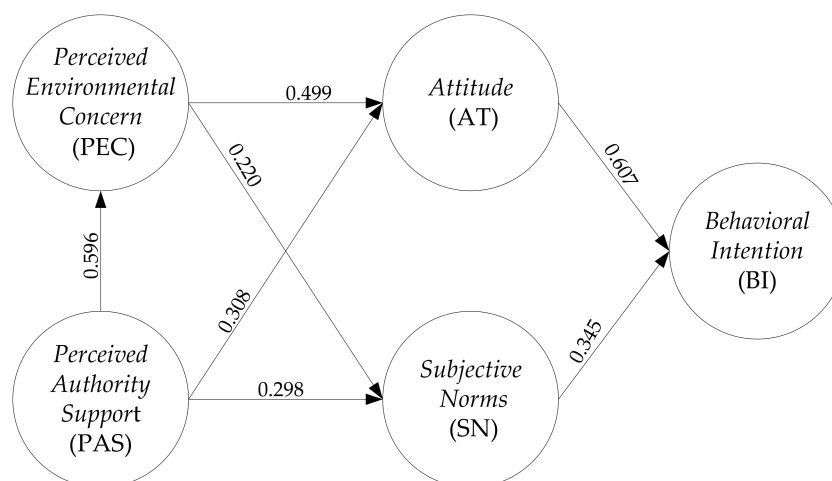 Perceived
Environmental
Concern
(PEC)
0.499
Attitude
(AT)
0.220
0.607
Behavioral
Intention
(BI)
0.596
0.308
0.345
Perceived
Authority
Support
(PAS)
0.298
Subjective
Norms
(SN)